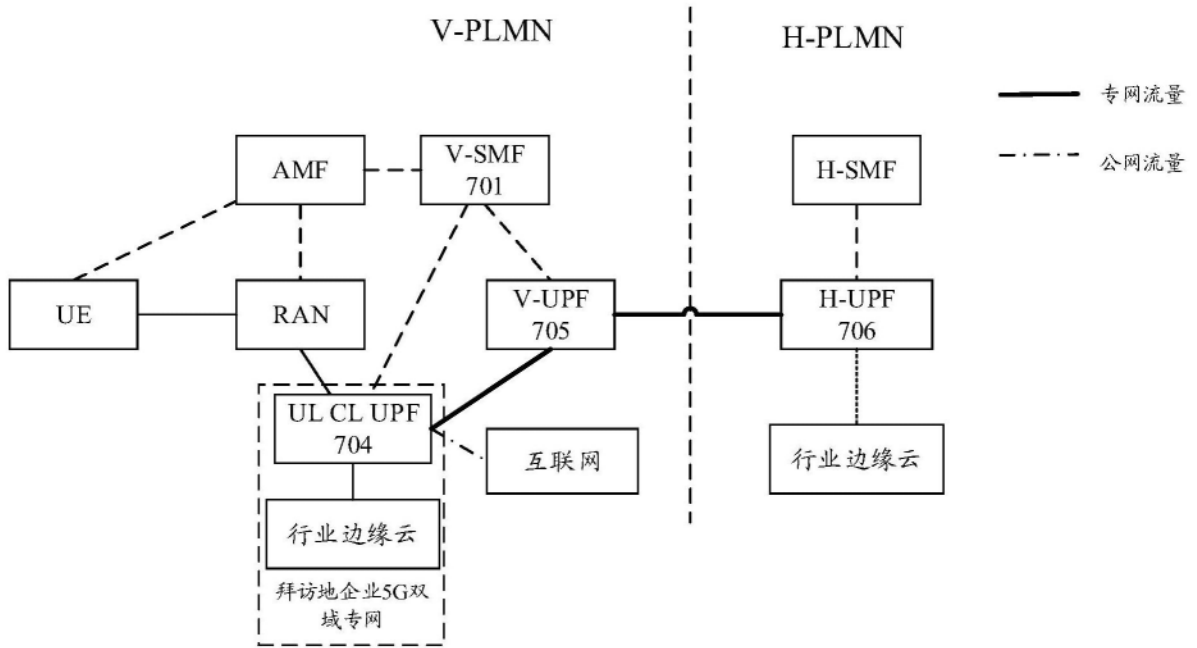 V-PLMN
H-PLMN
专网流量
公网流量
AMF
V-SMF
701
H-SMF
UE
RAN
V-UPF
705
H-UPF
706
UL CL UPF
704
互联网
行业边缘云
行业边缘云
拜访地企业5G双
域专网